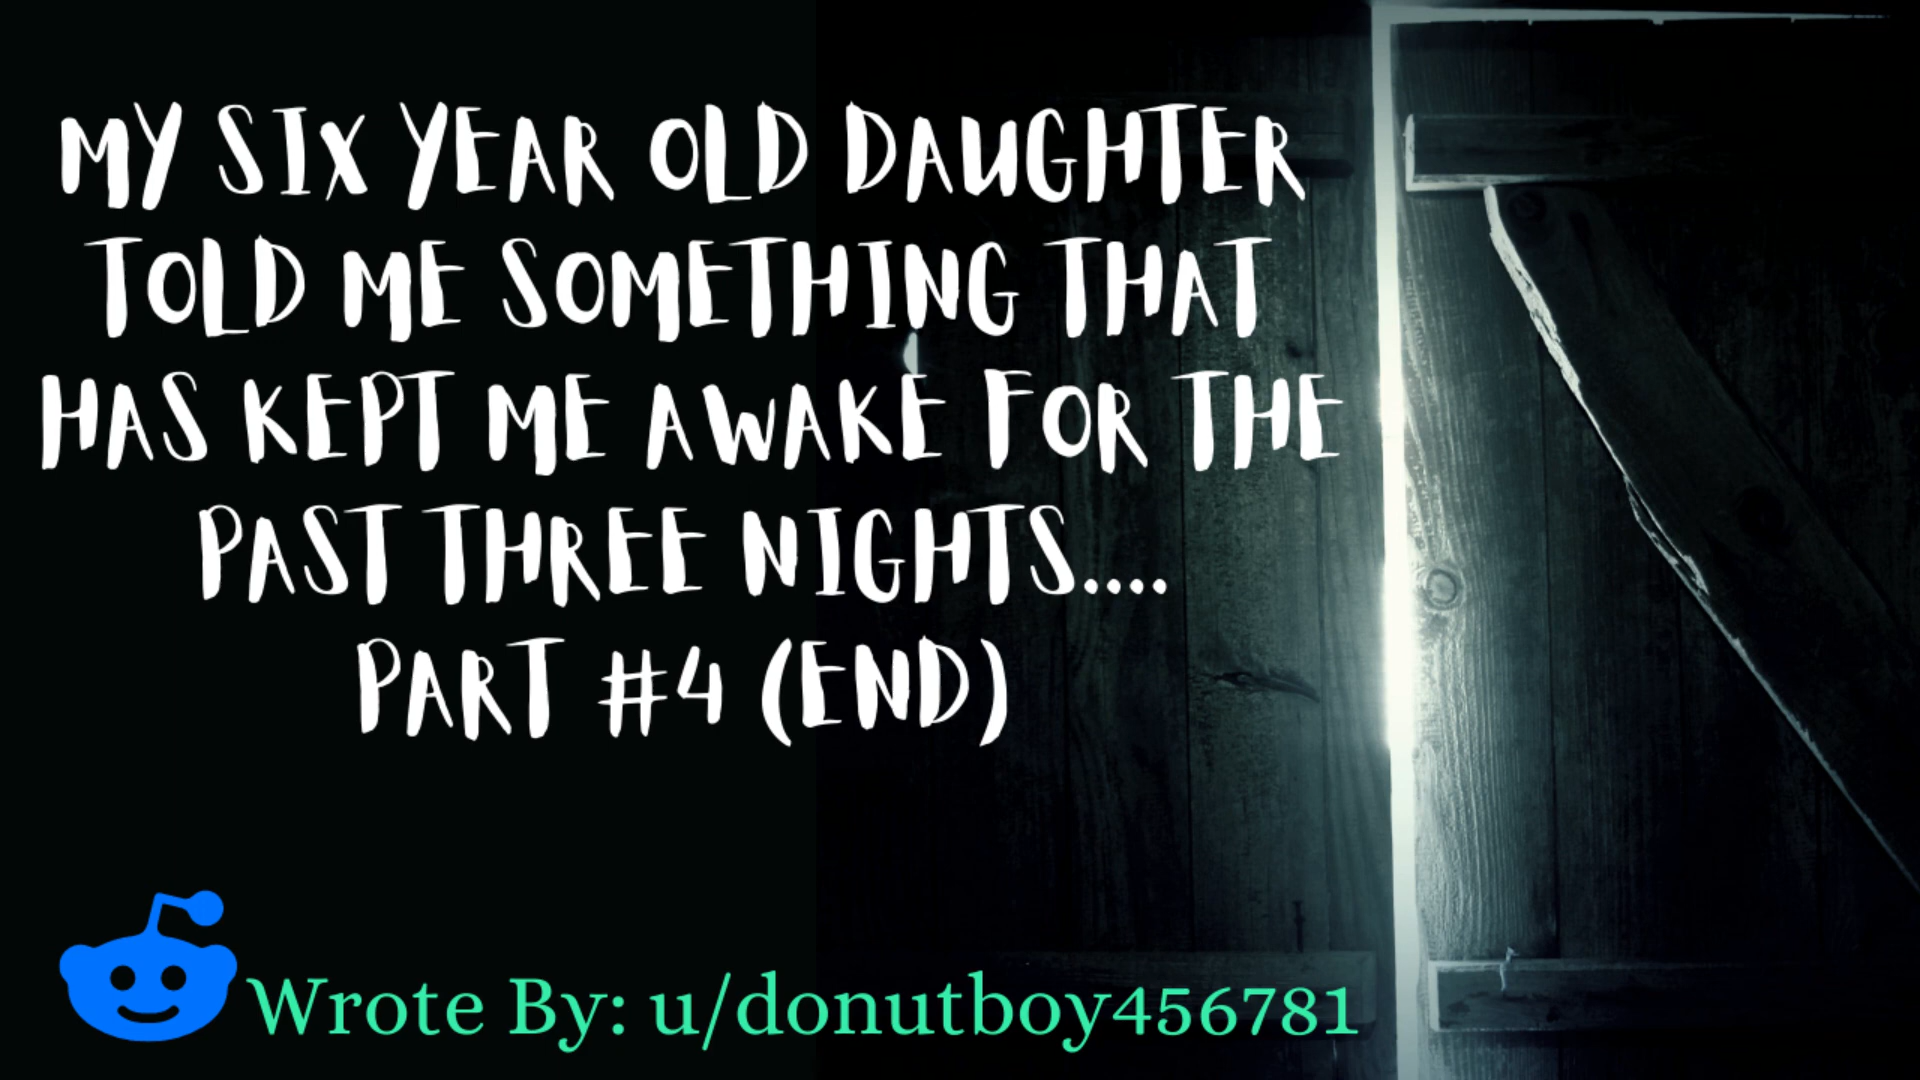 MY SIX YEAR OLD DAUGHTER
TOLD ME SOMETHING THAT
HAS KEPT ME AWAKE FOR THE
PAST THREE NIGHTS....
PART #4 (END)
Wrote By: u/donutboy456781